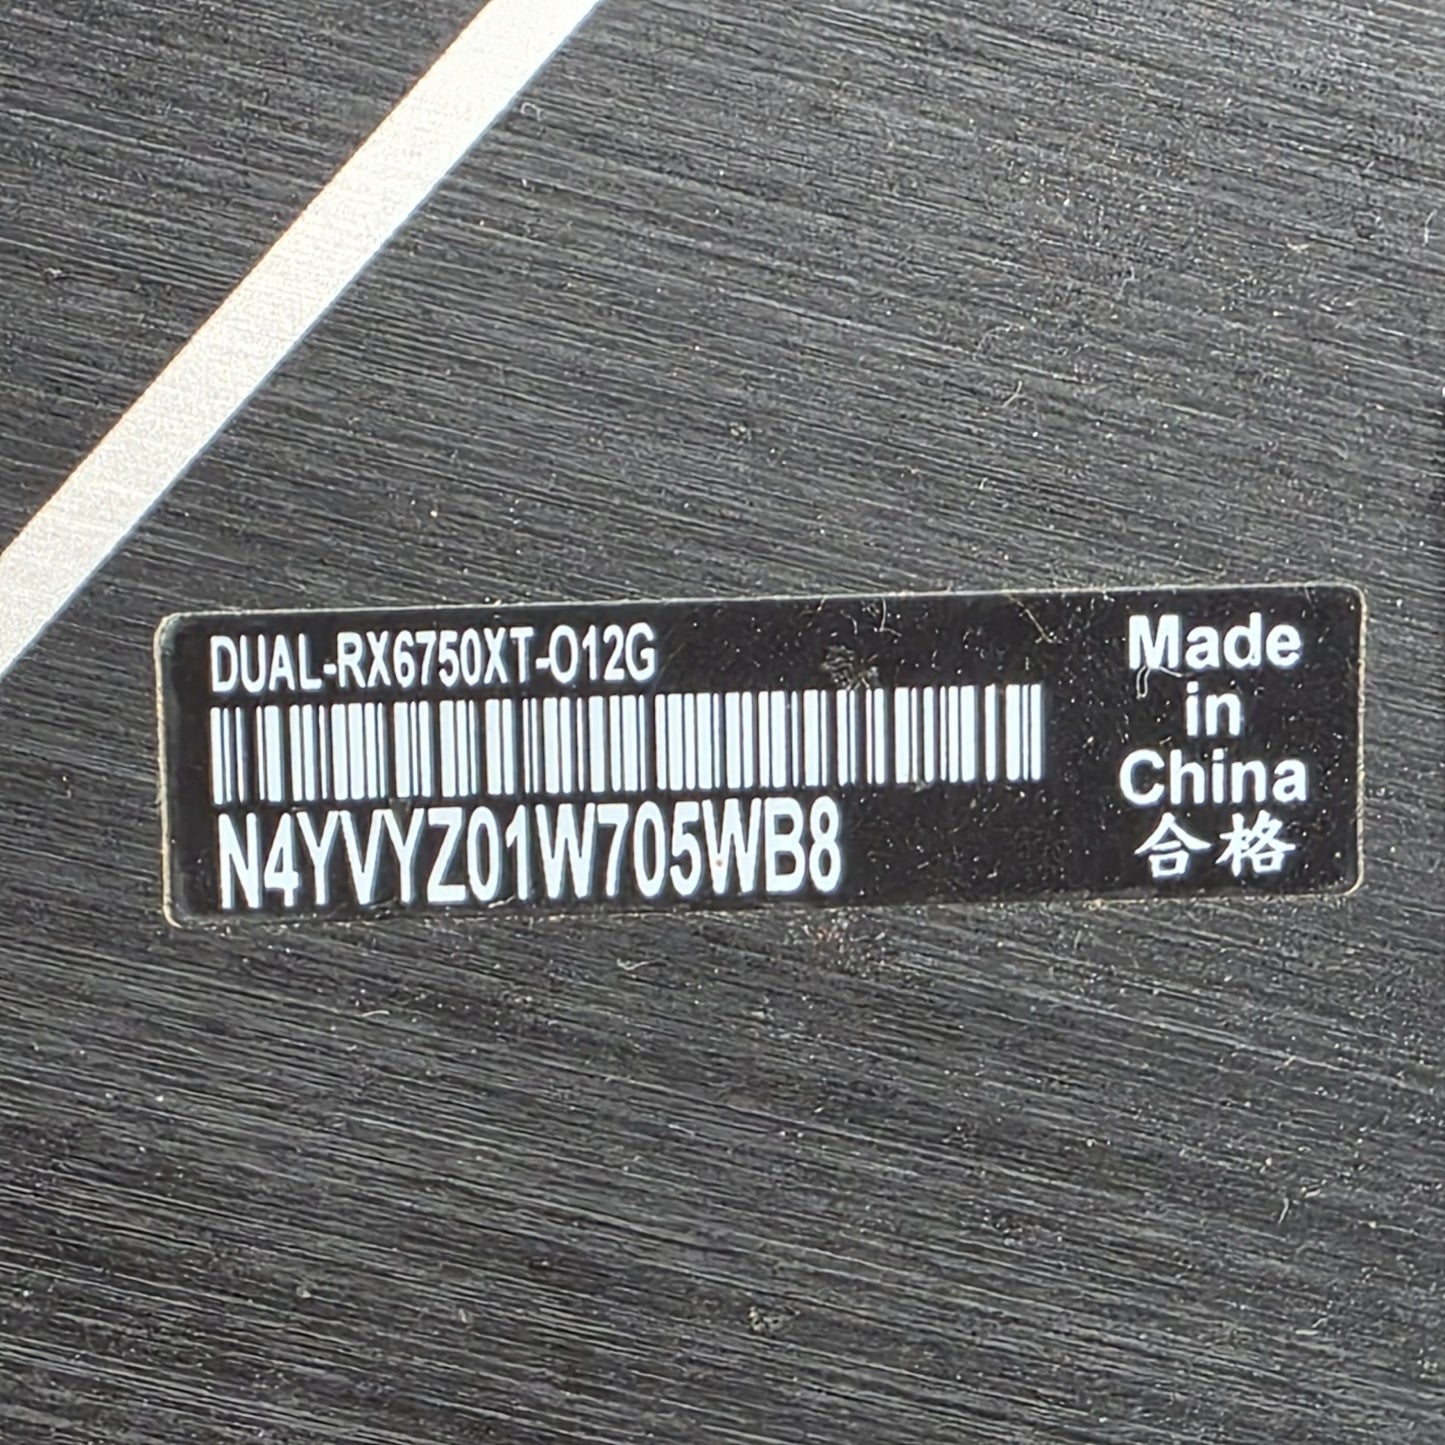 DUAL-RX6750XT-O12G
N4YVYZ01W705WB8
Made
in
China
合格